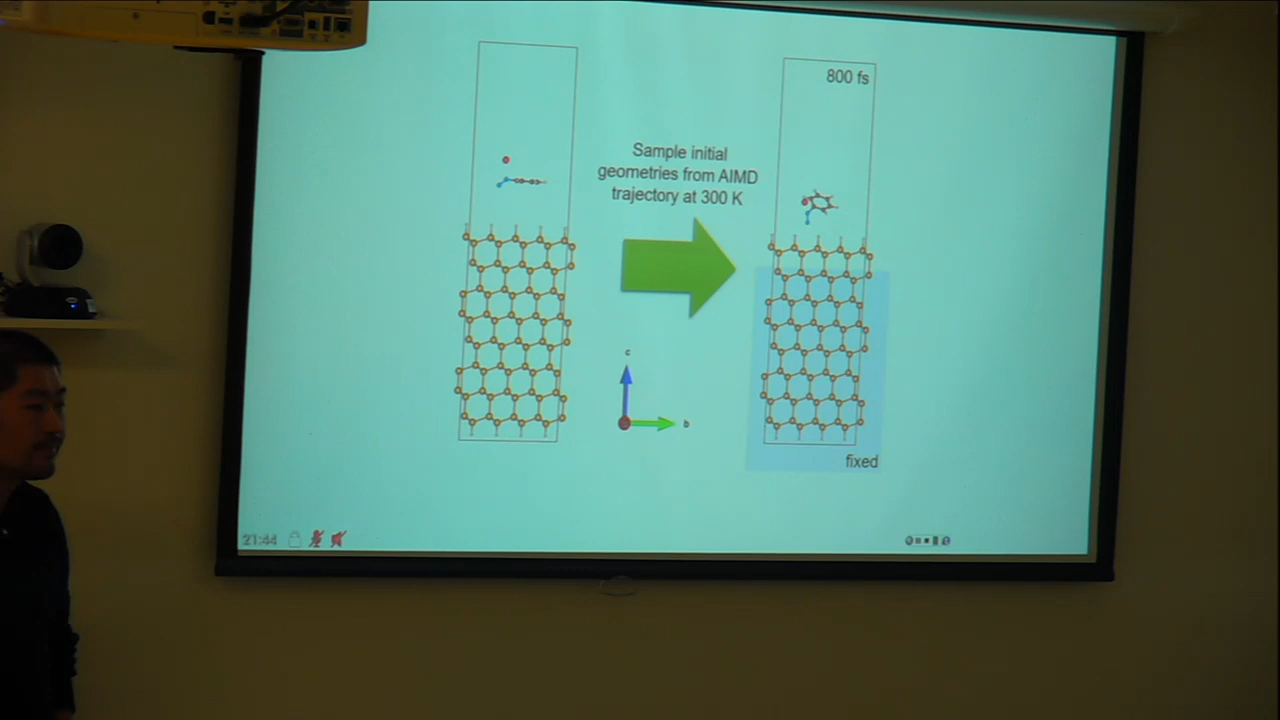 800 fs
Sample initial
geometries from AIMD
trajectory at 300 K
c
b
fixed
21:44